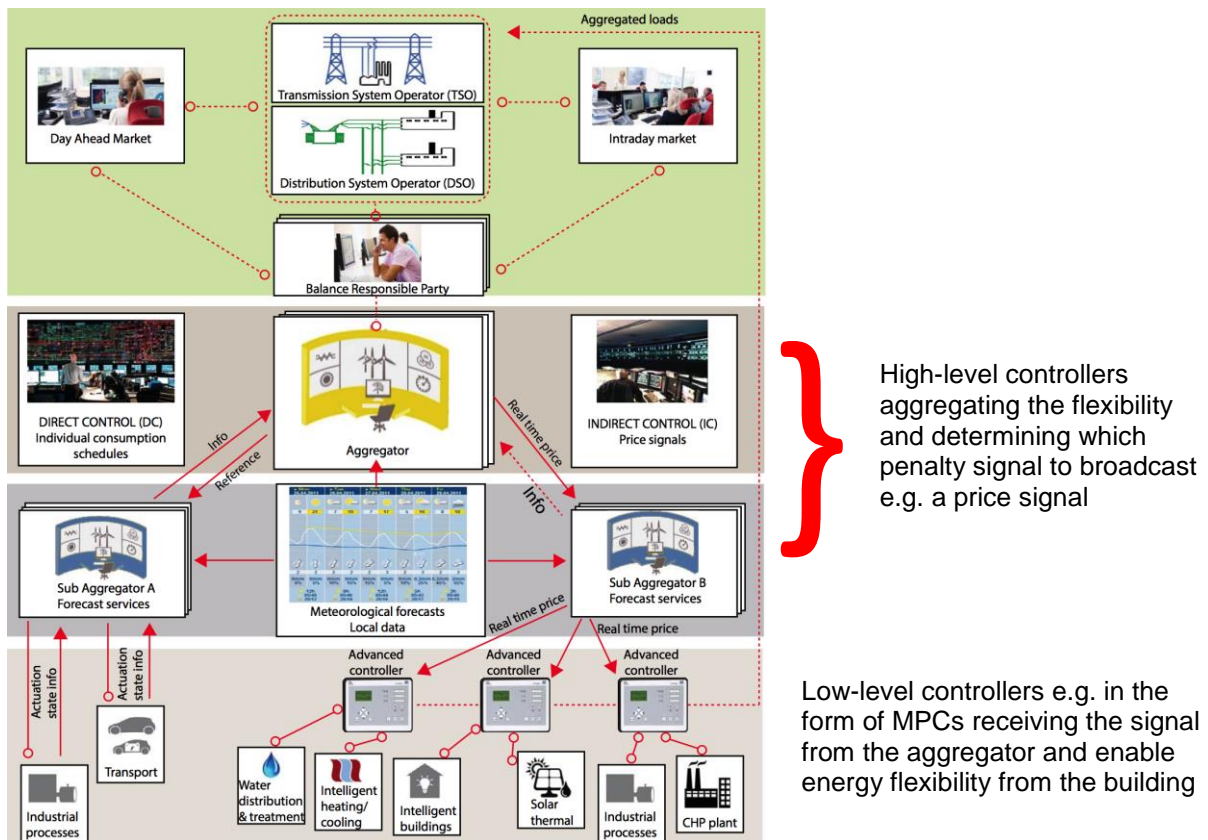 Aggregated loads
Transmission System Operator (TSO)
Day Ahead Market
Intraday market
Distribution System Operator (DSO)
Balance Responsible Party
DIRECT CONTROL (DC)
Individual consumption
schedules
Info
Reference
Aggregator
Real time price
Info
INDIRECT CONTROL (IC)
Price signals
High-level controllers
aggregating the flexibility
and determining which
penalty signal to broadcast
e.g. a price signal
Sub Aggregator A
Forecast services
Meteorological forecasts
Local data
Sub Aggregator B
Forecast services
Real time price
Real time price
Actuation
state info
Actuation
state info
Advanced
controller
Advanced
controller
Advanced
controller
Low-level controllers e.g. in the
form of MPCs receiving the signal
from the aggregator and enable
energy flexibility from the building
Transport
Industrial
processes
Water
distribution
& treatment
Intelligent
heating/
cooling
Intelligent
buildings
Solar
thermal
Industrial
processes
CHP plant